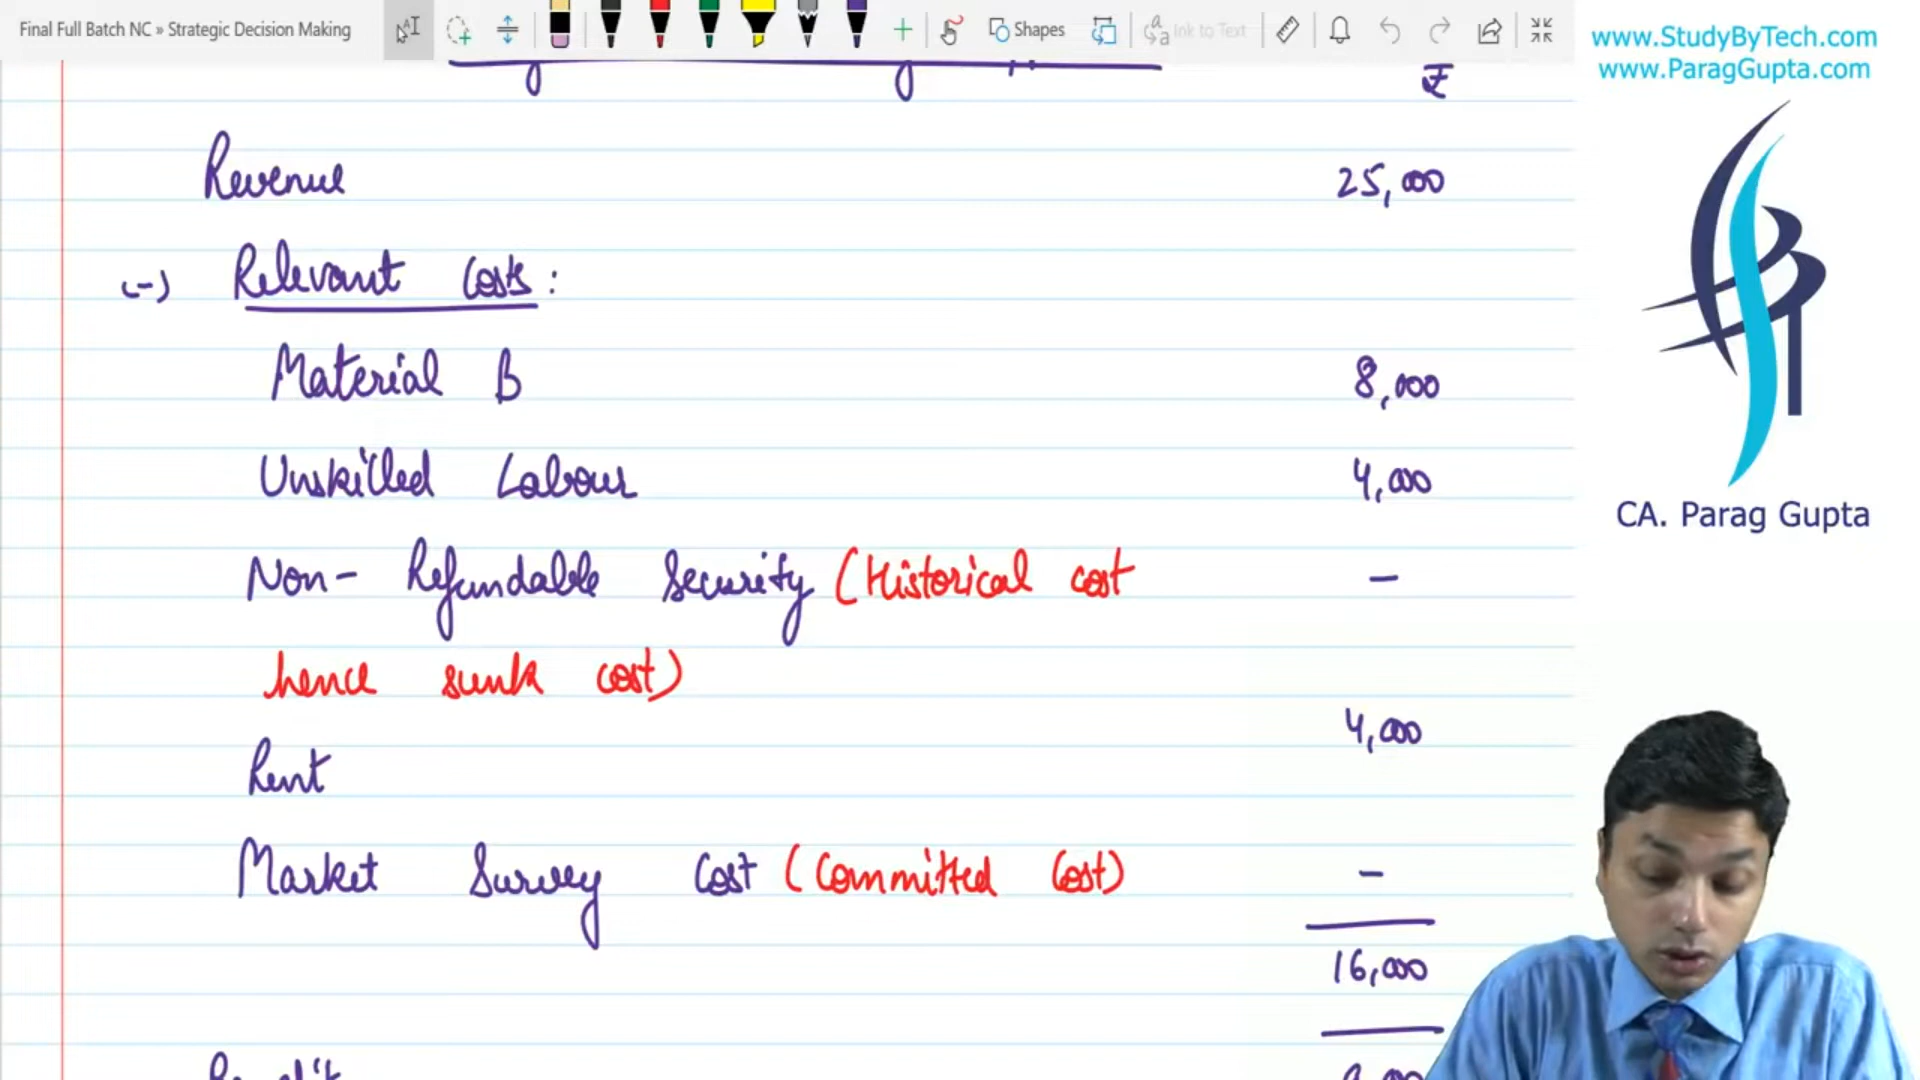 Final Full Batch NC » Strategic Decision Making
Shapes
Ink to Text
www.StudyByTech.com
www.ParagGupta.com
₹
Revenue 25,000
(-) Relevant Costs:
Material B 8,000
Unskilled Labour 4,000
Non- Refundable Security (Historical cost -
hence sunk cost)
Rent 4,000
Market Survey Cost (Committed Cost) -
16,000
CA. Parag Gupta